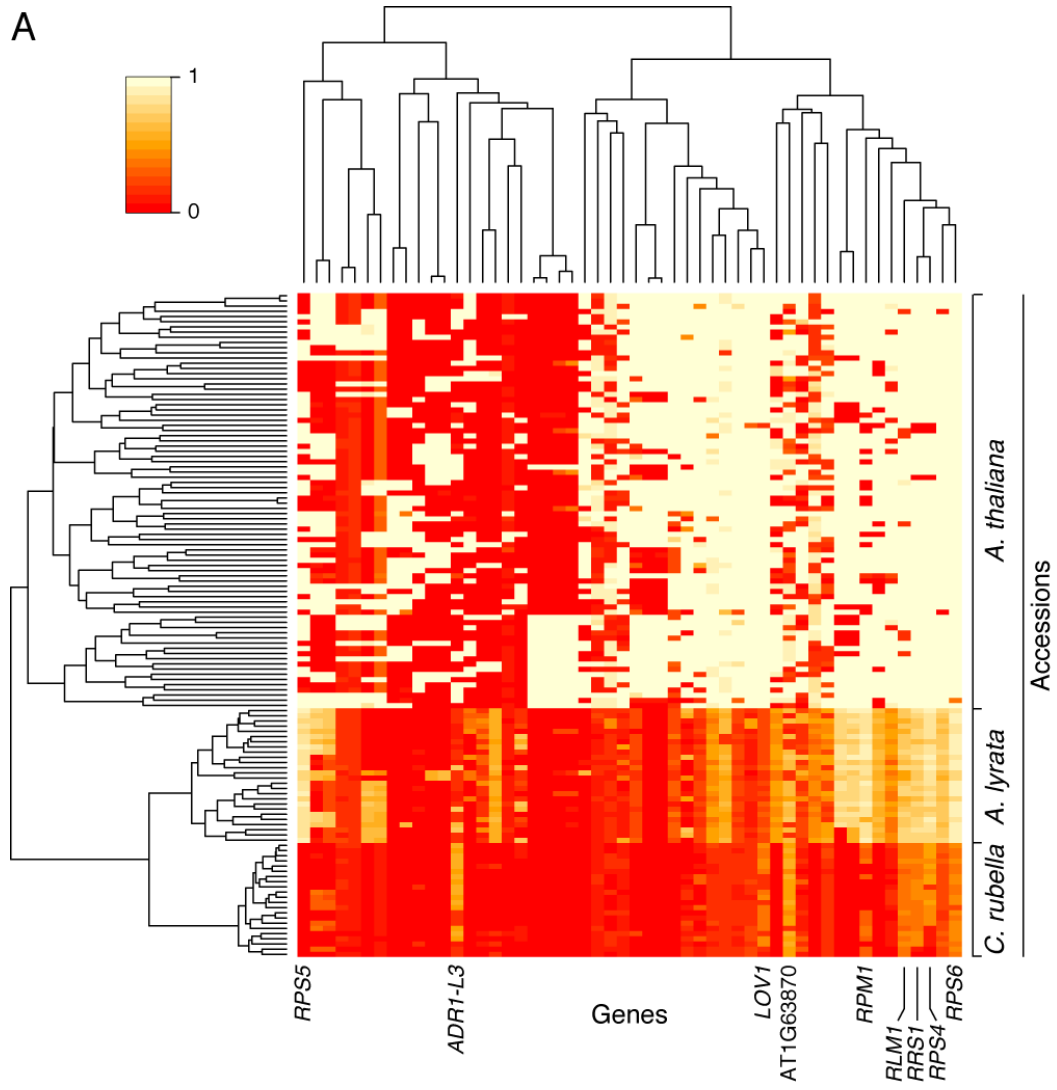 A
1
0
A. thaliana
A. lyrata
C. rubella
Accessions
RPS5
ADR1-L3
Genes
LOV1
AT1G63870
RPM1
RLM1
RRS1
RPS4
RPS6